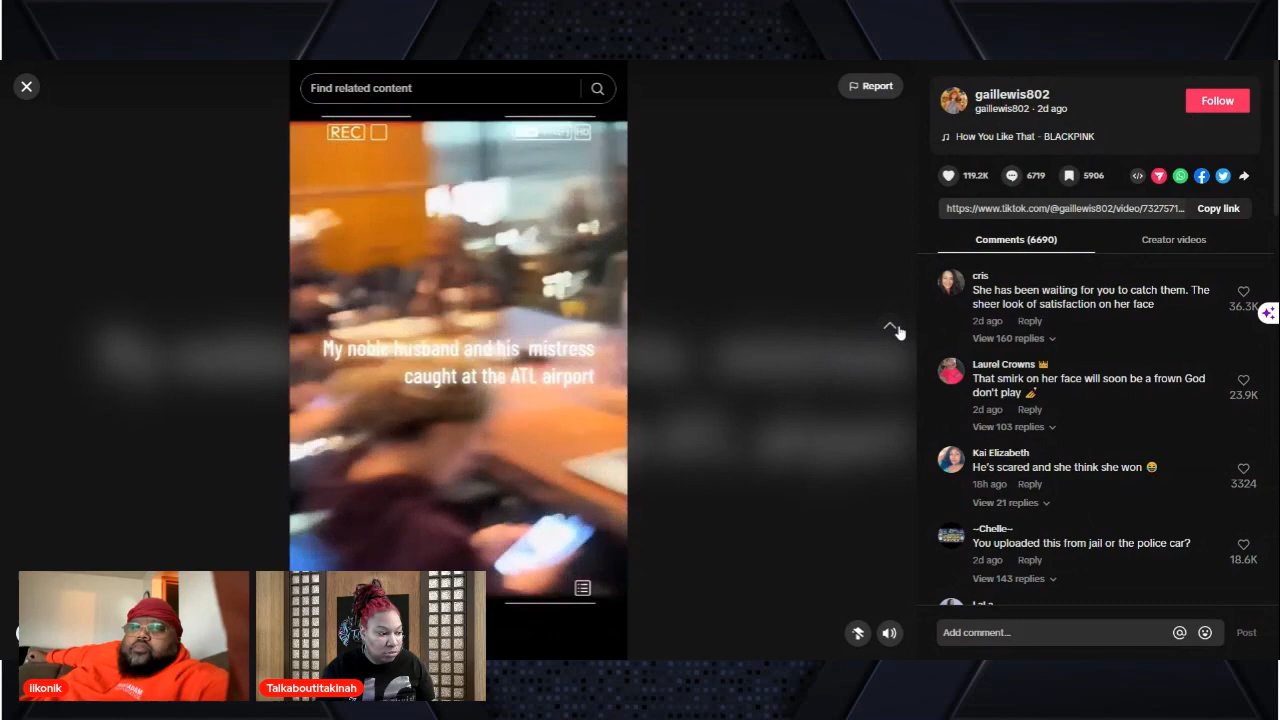 Find related content
Report
REC
HD
My noble husband and his mistress
caught at the ATL airport
gaillewis802
gaillewis802 · 2d ago
Follow
How You Like That - BLACKPINK
119.2K
6719
5906
https://www.tiktok.com/@gaillewis802/video/7327571...
Copy link
Comments (6690)
Creator videos
cris
She has been waiting for you to catch them. The
sheer look of satisfaction on her face
36.3K
2d ago Reply
View 160 replies
Laurel Crowns 👑
That smirk on her face will soon be a frown God
don't play 💅
23.9K
2d ago Reply
View 103 replies
Kai Elizabeth
He's scared and she think she won 😆
3324
18h ago Reply
View 21 replies
~Chelle~
You uploaded this from jail or the police car?
18.6K
2d ago Reply
View 143 replies
LaLa
Add comment...
Post
likonik
Talkaboutitakinah